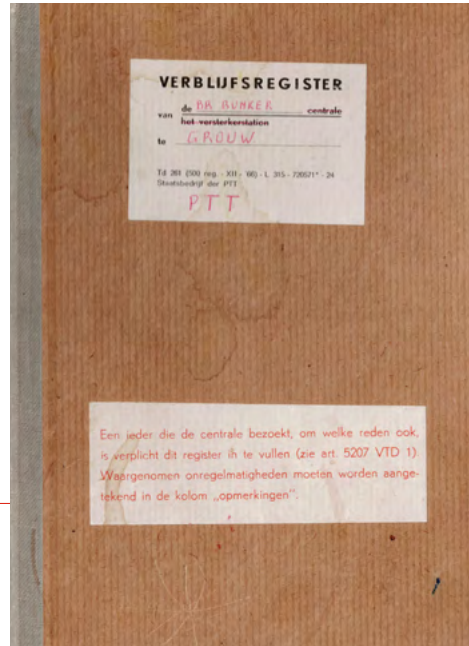 VERBLIJFSREGISTER
van de BR BUNKER centrale
het versterkerstation
te GROUW
Td 261 (500 reg. - XII - '66) - L 315 - 720571* - 24
Staatsbedrijf der PTT
PTT
Een ieder die de centrale bezoekt, om welke reden ook,
is verplicht dit register in te vullen (zie art. 5207 VTD 1).
Waargenomen onregelmatigheden moeten worden aange-
tekend in de kolom „opmerkingen".